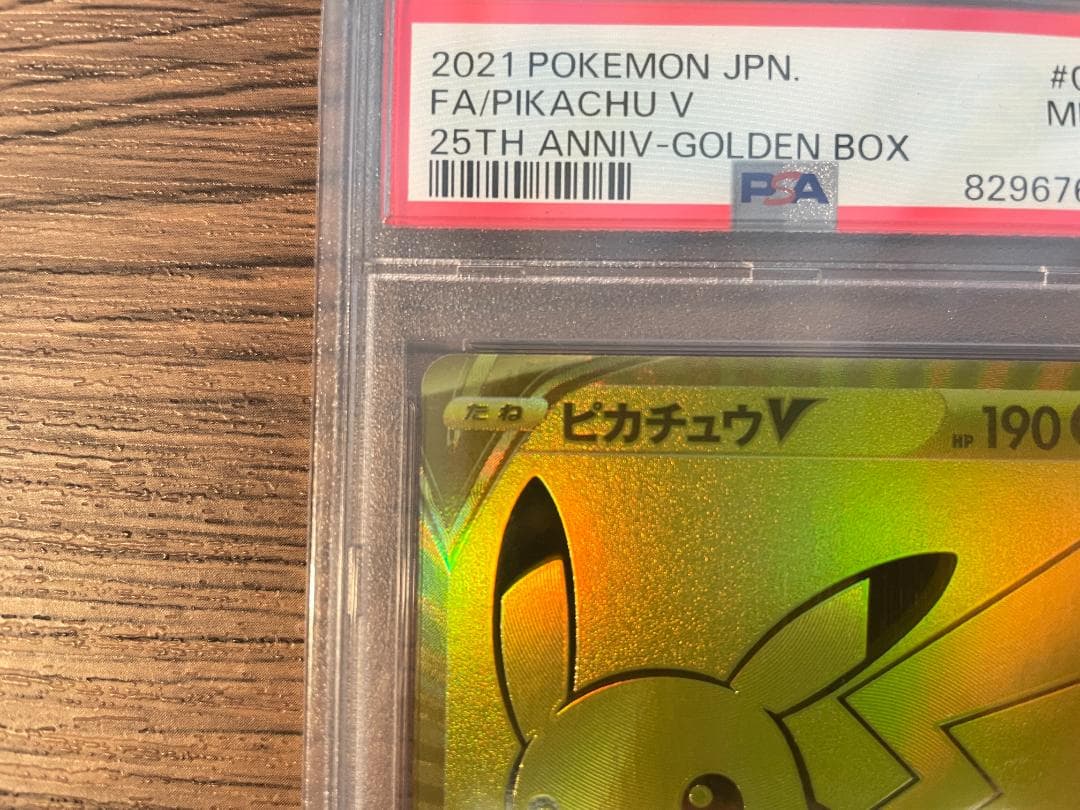 2021 POKEMON JPN.
FA/PIKACHU V
25TH ANNIV-GOLDEN BOX
PSA
たね ピカチュウV HP 190